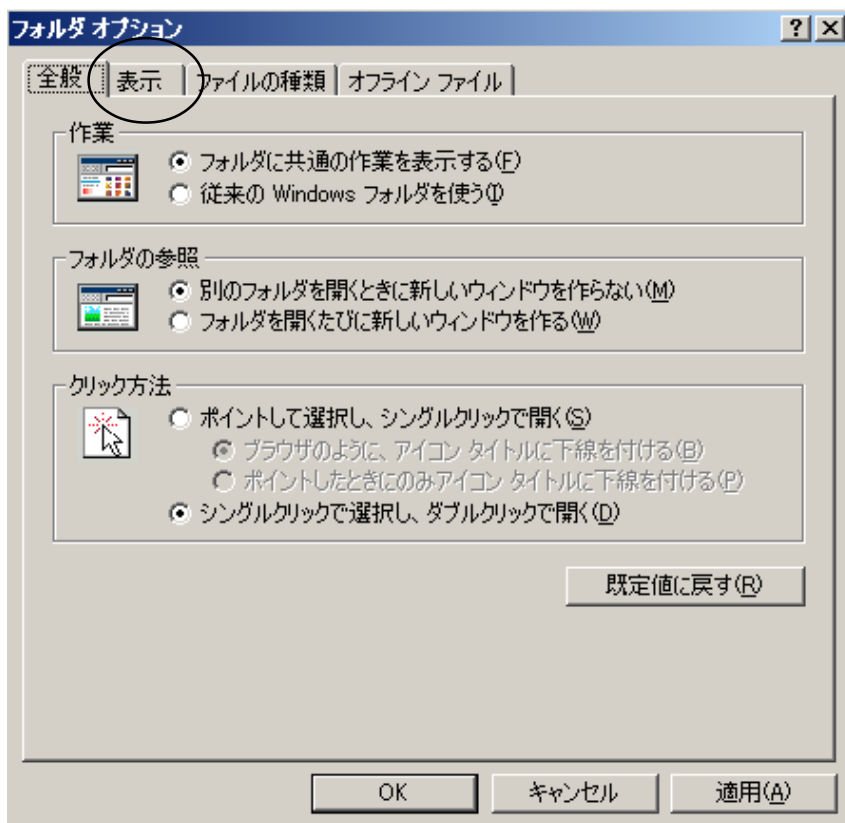 フォルダ オプション
全般 表示 ファイルの種類 オフライン ファイル
作業
フォルダに共通の作業を表示する(F)
従来の Windows フォルダを使う(I)
フォルダの参照
別のフォルダを開くときに新しいウィンドウを作らない(M)
フォルダを開くたびに新しいウィンドウを作る(W)
クリック方法
ポイントして選択し、シングルクリックで開く(S)
ブラウザのように、アイコン タイトルに下線を付ける(B)
ポイントしたときにのみアイコン タイトルに下線を付ける(P)
シングルクリックで選択し、ダブルクリックで開く(D)
既定値に戻す(R)
OK キャンセル 適用(A)